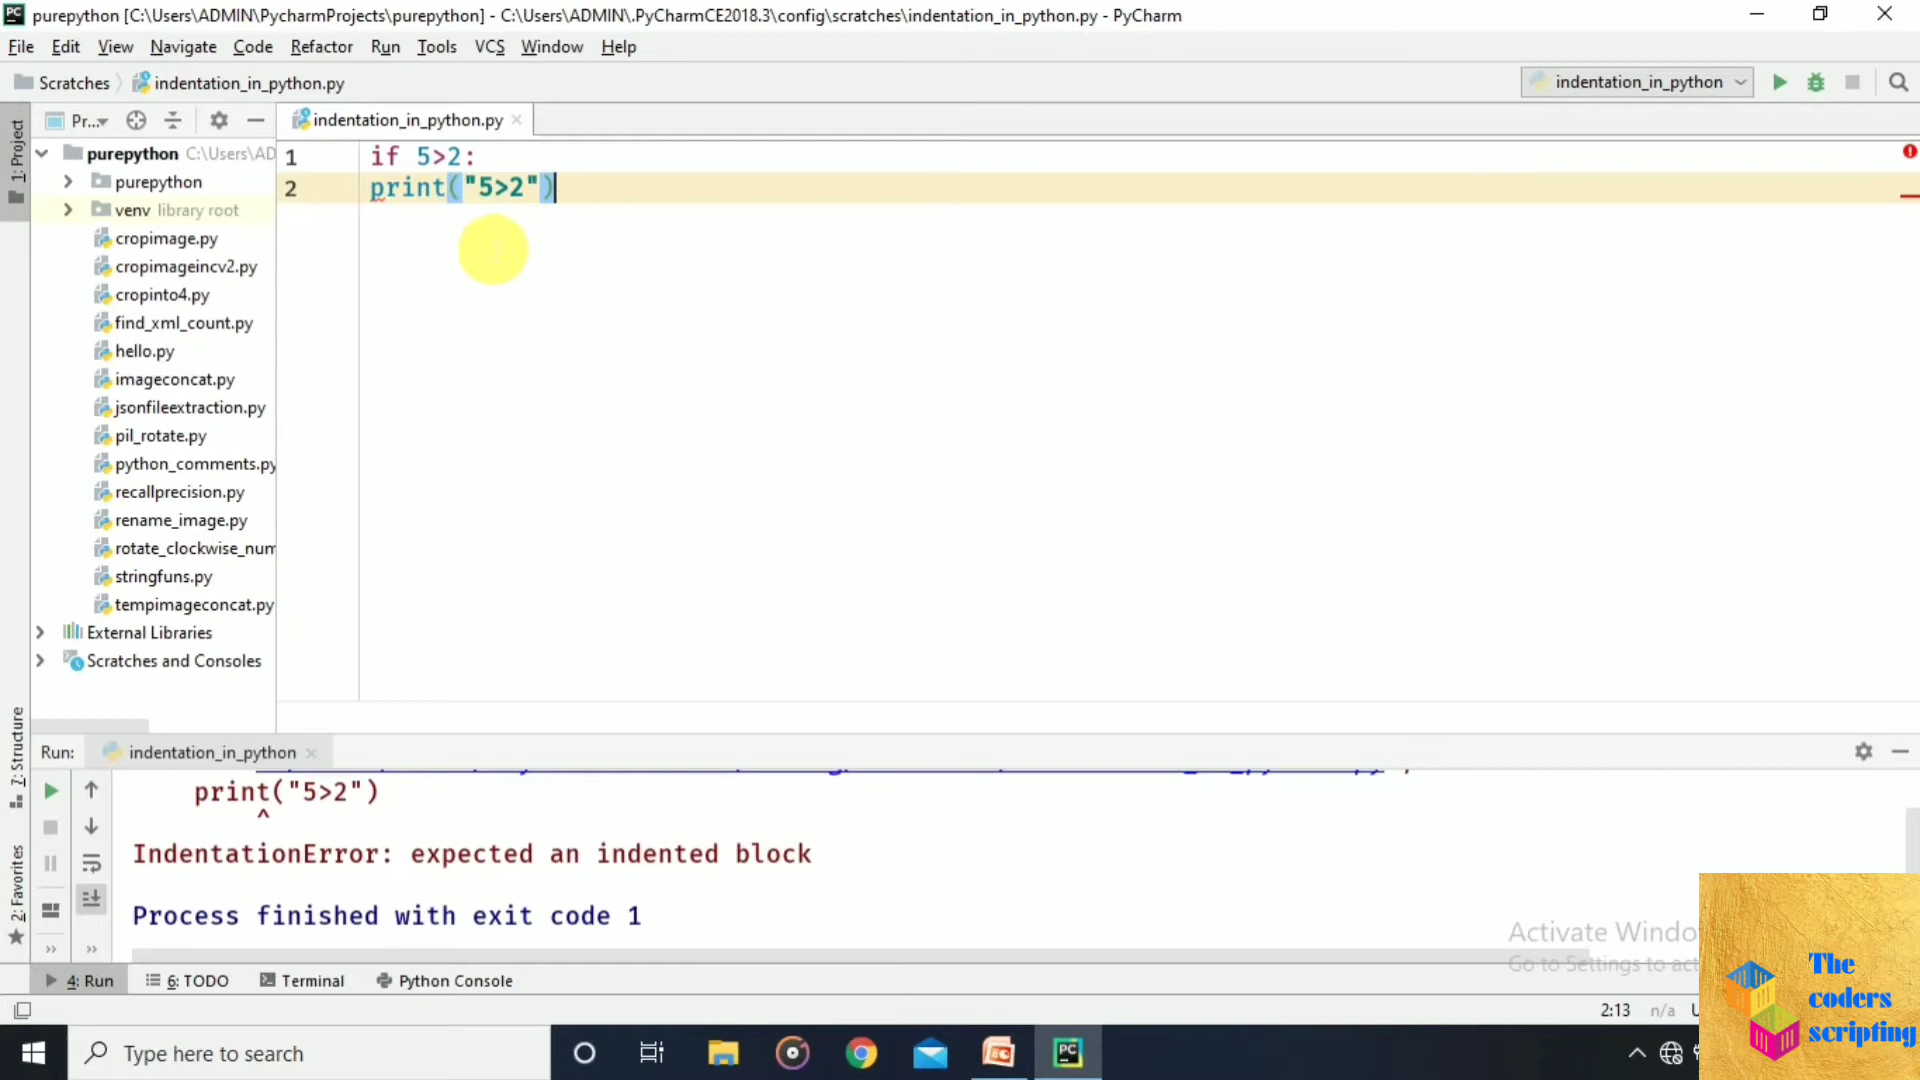 purepython [C:\Users\ADMIN\PycharmProjects\purepython] - C:\Users\ADMIN\.PyCharmCE2018.3\config\scratches\indentation_in_python.py - PyCharm
File Edit View Navigate Code Refactor Run Tools VCS Window Help
Scratches indentation_in_python.py indentation_in_python
1: Project
Pr... indentation_in_python.py
purepython C:\Users\AD
purepython
venv library root
cropimage.py
cropimageincv2.py
cropinto4.py
find_xml_count.py
hello.py
imageconcat.py
jsonfileextraction.py
pil_rotate.py
python_comments.py
recallprecision.py
rename_image.py
rotate_clockwise_num
stringfuns.py
tempimageconcat.py
External Libraries
Scratches and Consoles
1 if 5>2:
2 print("5>2")
Z: Structure
2: Favorites
Run: indentation_in_python
print("5>2")
^
IndentationError: expected an indented block
Process finished with exit code 1
Activate Windo
Go to Settings to act
4: Run 6: TODO Terminal Python Console
2:13 n/a
Type here to search
The
coders
scripting